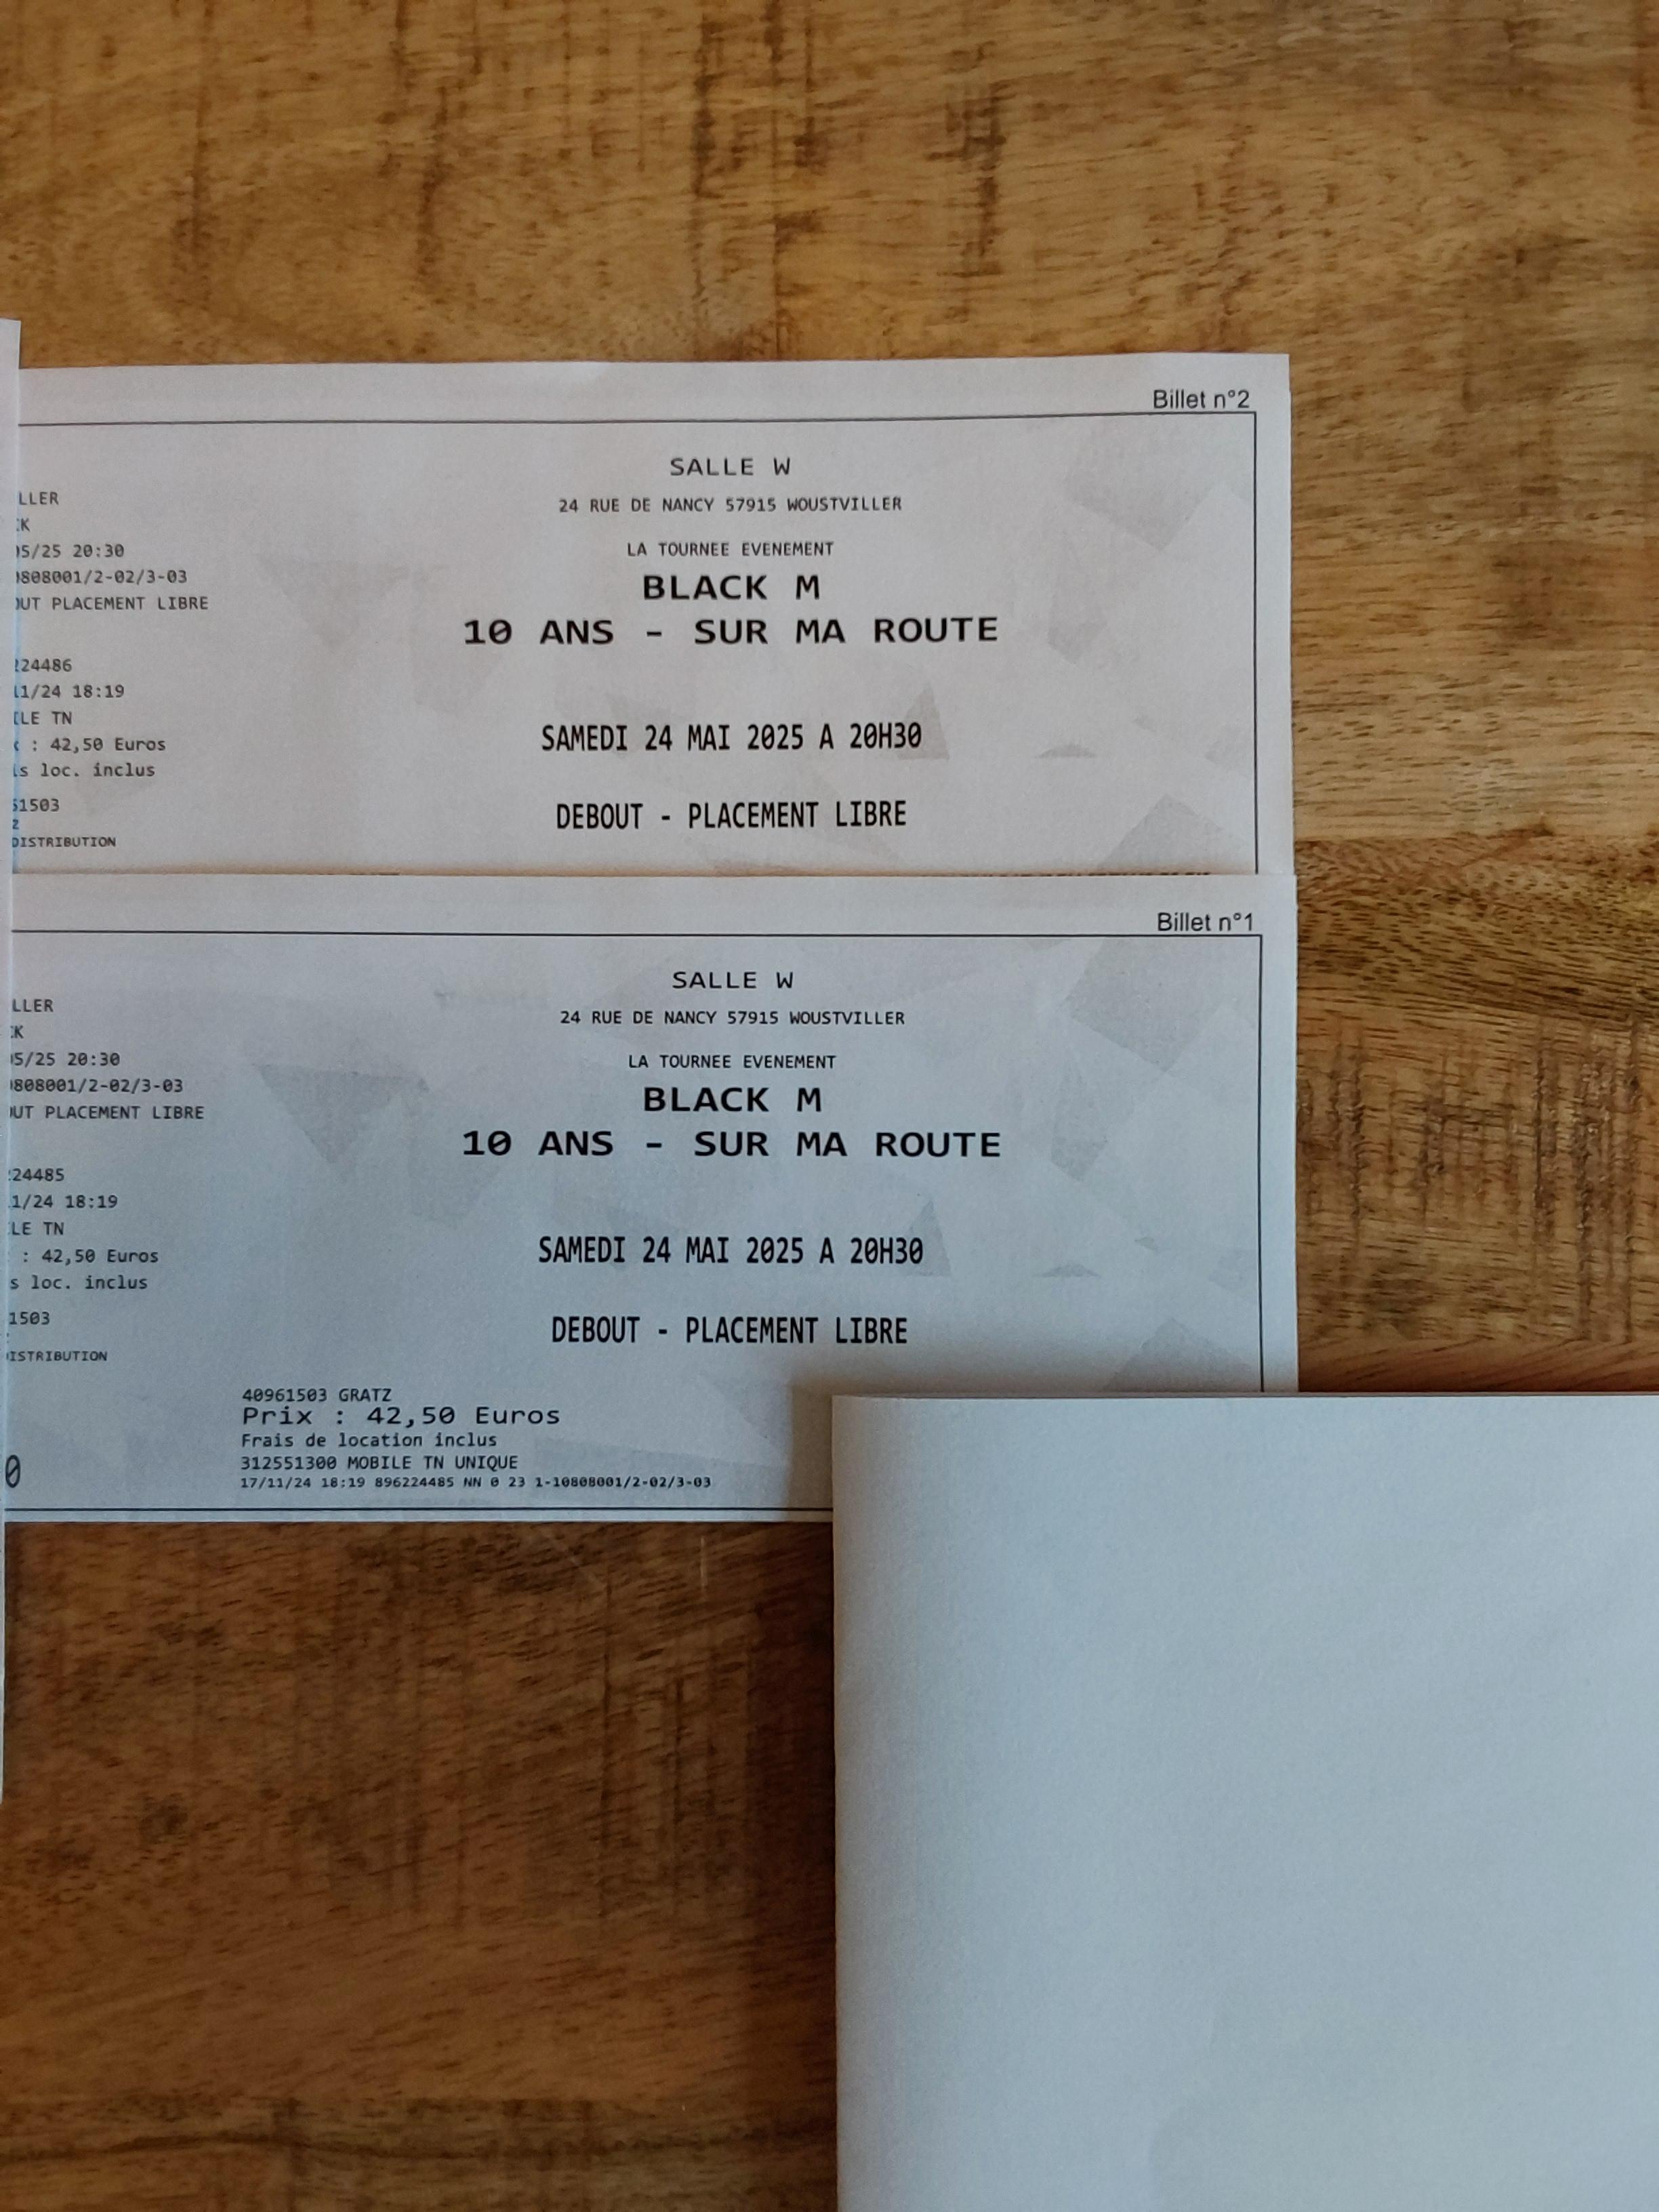 Billet n°2
SALLE W
24 RUE DE NANCY 57915 WOUSTVILLER
LA TOURNEE EVENEMENT
BLACK M
10 ANS - SUR MA ROUTE
SAMEDI 24 MAI 2025 A 20H30
DEBOUT - PLACEMENT LIBRE
LLER
CK
05/25 20:30
0808001/2-02/3-03
OUT PLACEMENT LIBRE
224486
11/24 18:19
ILE TN
x : 42,50 Euros
is loc. inclus
61503
Z
DISTRIBUTION
Billet n°1
SALLE W
24 RUE DE NANCY 57915 WOUSTVILLER
LA TOURNEE EVENEMENT
BLACK M
10 ANS - SUR MA ROUTE
SAMEDI 24 MAI 2025 A 20H30
DEBOUT - PLACEMENT LIBRE
LLER
CK
05/25 20:30
0808001/2-02/3-03
OUT PLACEMENT LIBRE
224485
11/24 18:19
LE TN
: 42,50 Euros
s loc. inclus
1503
DISTRIBUTION
40961503 GRATZ
Prix : 42,50 Euros
Frais de location inclus
312551300 MOBILE TN UNIQUE
17/11/24 18:19 896224485 NN 0 23 1-10808001/2-02/3-03
0